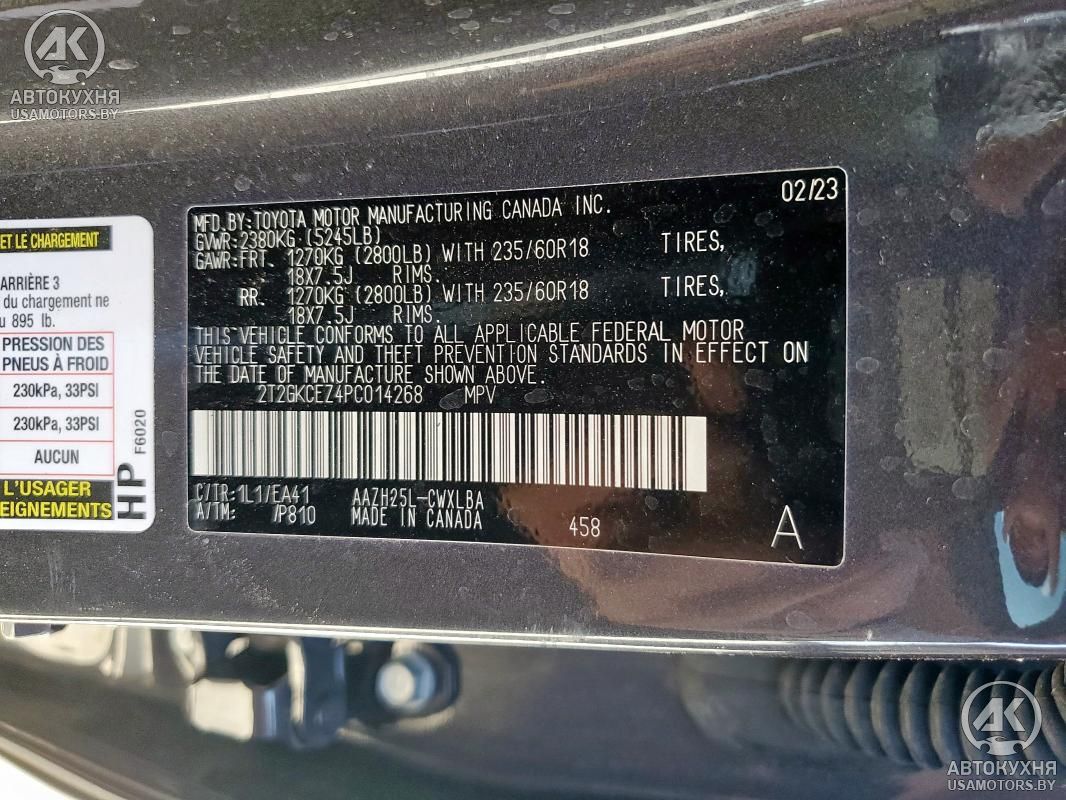 АВТОКУХНЯ
USAMOTORS.BY
ET LE CHARGEMENT
ARRIÈRE 3
du chargement ne
895 lb.
PRESSION DES
PNEUS À FROID
230kPa, 33PSI
230kPa, 33PSI
AUCUN
L'USAGER
HP F6020
02/23
MFD.BY:TOYOTA MOTOR MANUFACTURING CANADA INC.
GVWR:2380KG (5245LB)
GAWR:FRT. 1270KG (2800LB) WITH 235/60R18 TIRES,
18X7.5J RIMS.
RR. 1270KG (2800LB) WITH 235/60R18 TIRES,
18X7.5J RIMS.
THIS VEHICLE CONFORMS TO ALL APPLICABLE FEDERAL MOTOR
VEHICLE SAFETY AND THEFT PREVENTION STANDARDS IN EFFECT ON
THE DATE OF MANUFACTURE SHOWN ABOVE.
2T2GKCEZ4PC014268 MPV
C/TR:1L1/EA41 AAZH25L-CWXLBA
A/TM: /P810 MADE IN CANADA 458 A
АВТОКУХНЯ
USAMOTORS.BY